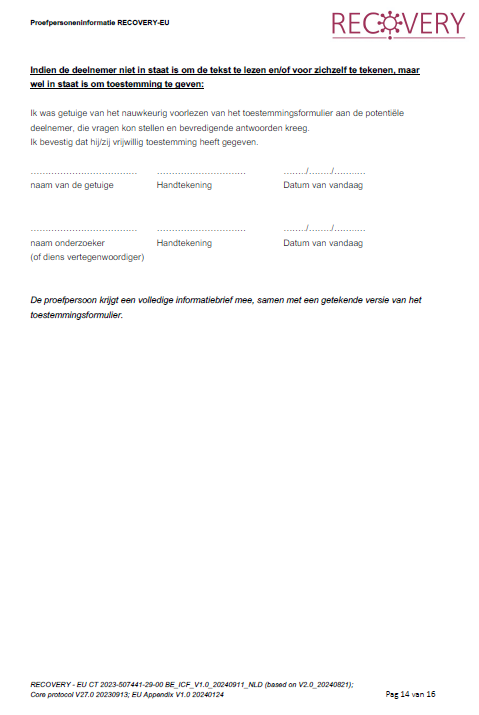 Proefpersoneninformatie RECOVERY-EU
RECOVERY
Indien de deelnemer niet in staat is om de tekst te lezen en/of voor zichzelf te tekenen, maar
wel in staat is om toestemming te geven:
Ik was getuige van het nauwkeurig voorlezen van het toestemmingsformulier aan de potentiële
deelnemer, die vragen kon stellen en bevredigende antwoorden kreeg.
Ik bevestig dat hij/zij vrijwillig toestemming heeft gegeven.
……………………………… ………………………… ……../……../………..
naam van de getuige Handtekening Datum van vandaag
……………………………… ………………………… ……../……../………..
naam onderzoeker Handtekening Datum van vandaag
(of diens vertegenwoordiger)
De proefpersoon krijgt een volledige informatiebrief mee, samen met een getekende versie van het
toestemmingsformulier.
RECOVERY - EU CT 2023-507441-29-00 BE_ICF_V1.0_20240911_NLD (based on V2.0_20240821);
Core protocol V27.0 20230913; EU Appendix V1.0 20240124
Pag 14 van 16